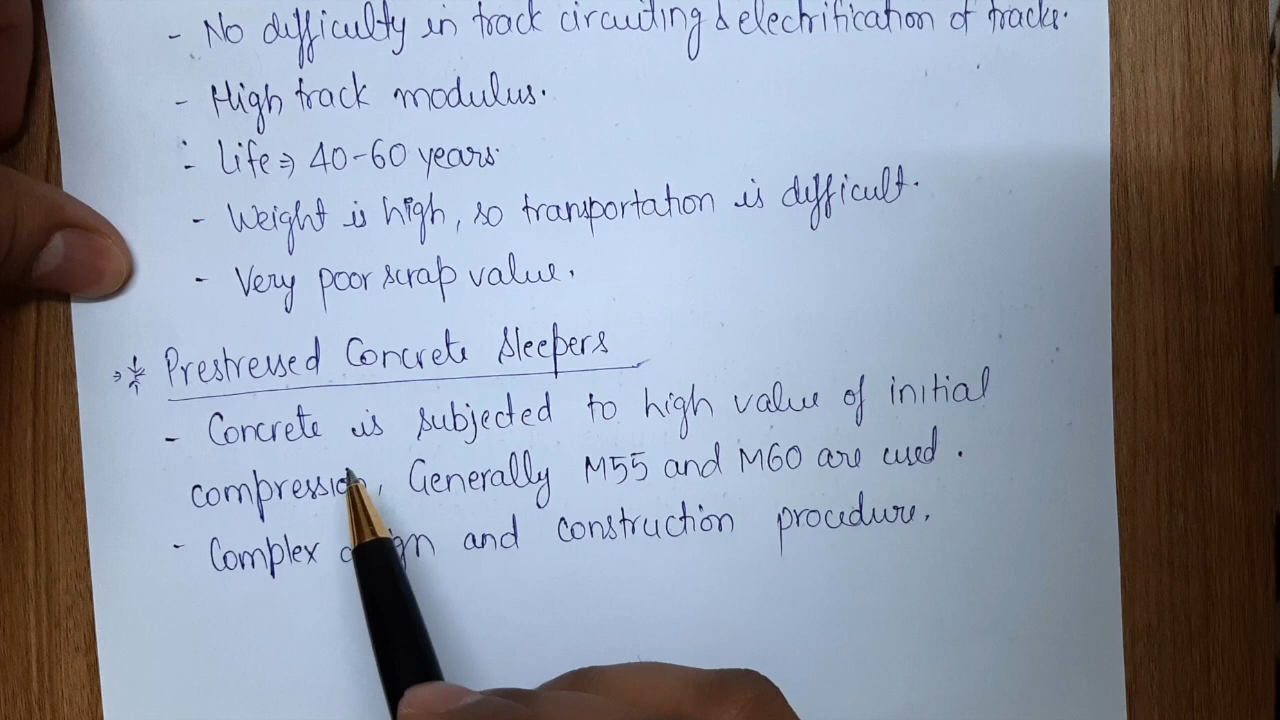 - No difficulty in track circuiting & electrification of tracks.
- High track modulus.
- Life ⇒ 40-60 years.
- Weight is high, so transportation is difficult.
- Very poor scrap value.
⇒ * Prestressed Concrete Sleepers
- Concrete is subjected to high value of initial
compression, Generally M55 and M60 are used.
- Complex design and construction procedure.